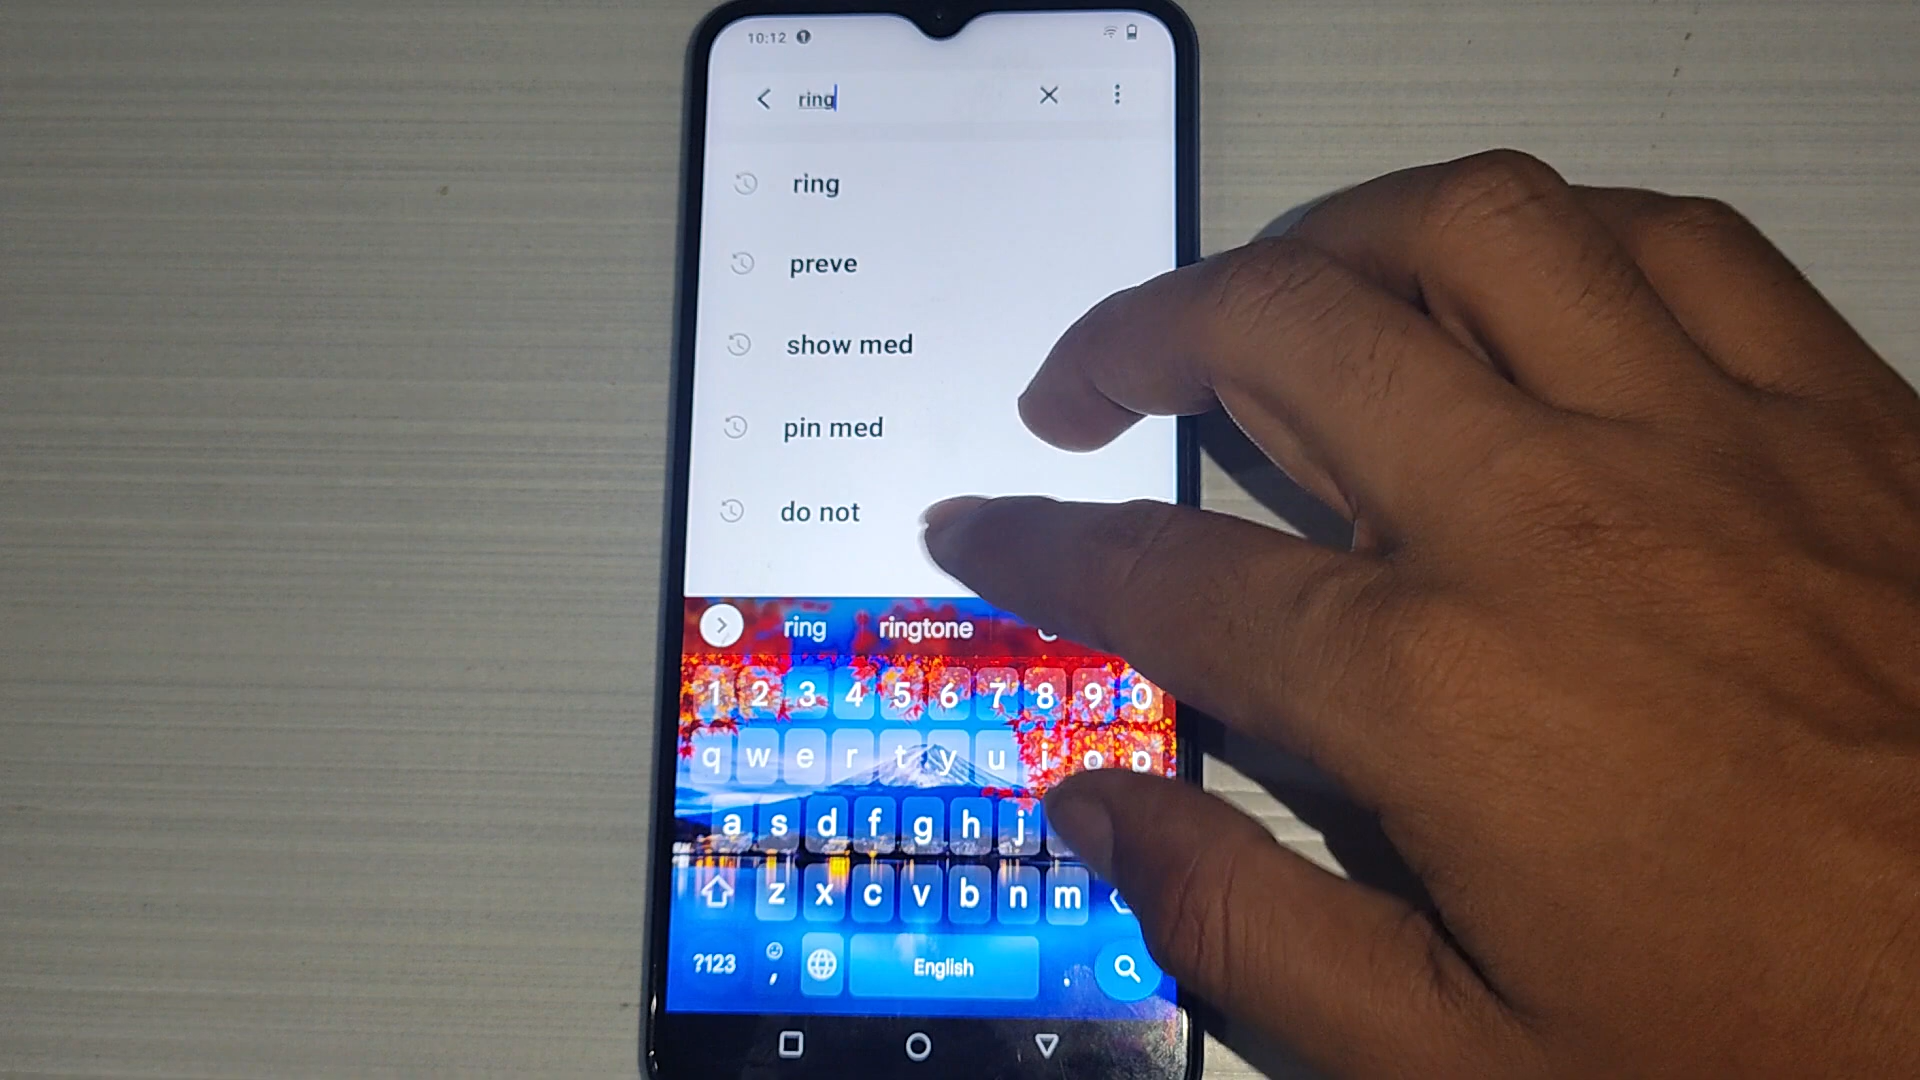 10:12
ring
ring
preve
show med
pin med
do not
ring ringtone
1 2 3 4 5 6 7 8 9 0
q w e r t y u i o p
a s d f g h j
z x c v b n m
?123 , English .